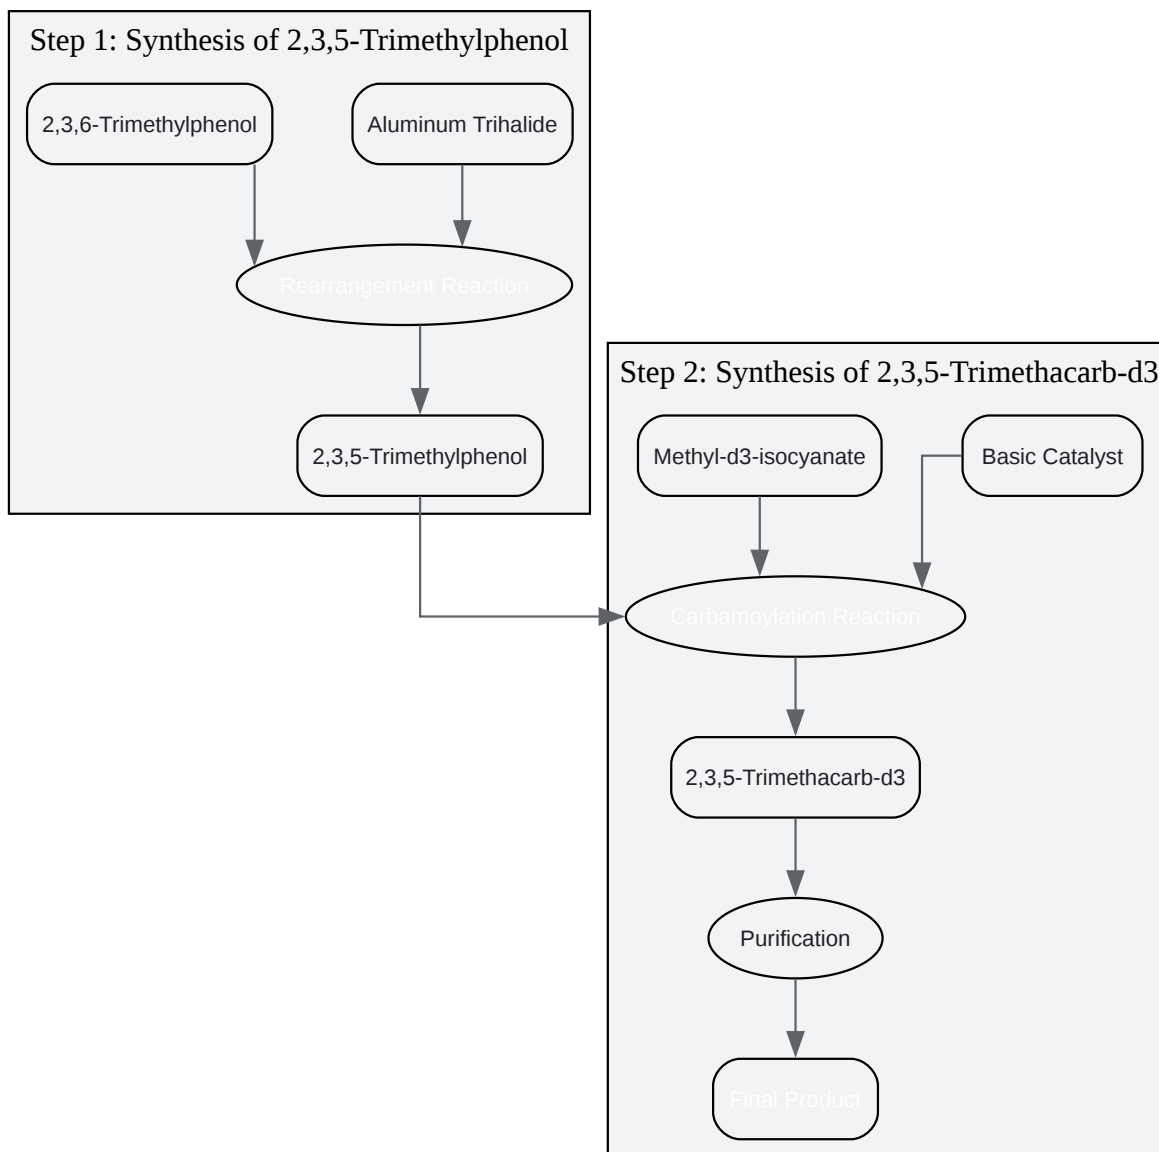 Step 1: Synthesis of 2,3,5-Trimethylphenol
2,3,6-Trimethylphenol
Aluminum Trihalide
Rearrangement Reaction
2,3,5-Trimethylphenol
Step 2: Synthesis of 2,3,5-Trimethacarb-d3
Methyl-d3-isocyanate
Basic Catalyst
Carbamoylation Reaction
2,3,5-Trimethacarb-d3
Purification
Final Product